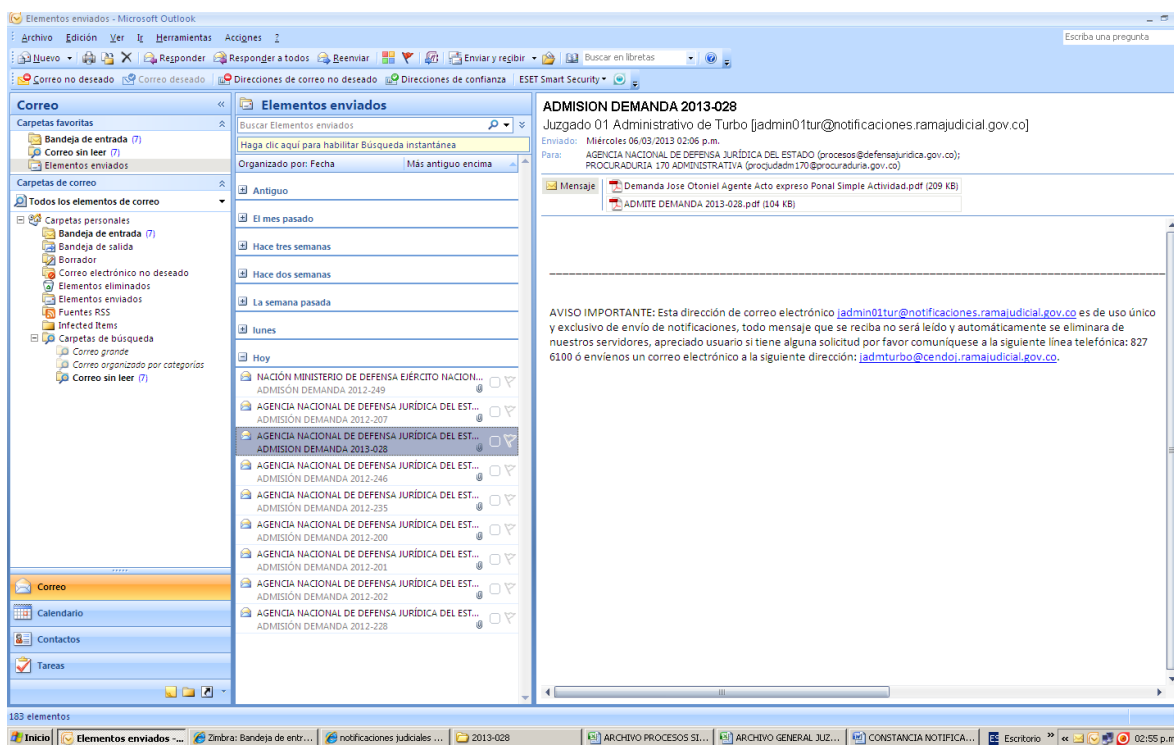 Elementos enviados - Microsoft Outlook
Archivo Edición Ver Ir Herramientas Acciones ?
Escriba una pregunta
Nuevo Responder Responder a todos Reenviar Enviar y recibir Buscar en libretas
Correo no deseado Correo deseado Direcciones de correo no deseado Direcciones de confianza ESET Smart Security
Correo
Carpetas favoritas
Bandeja de entrada (7)
Correo sin leer (7)
Elementos enviados
Carpetas de correo
Todos los elementos de correo
Carpetas personales
Bandeja de entrada (7)
Bandeja de salida
Borrador
Correo electrónico no deseado
Elementos eliminados
Elementos enviados
Fuentes RSS
Infected Items
Carpetas de búsqueda
Correo grande
Correo organizado por categorías
Correo sin leer (7)
Correo
Calendario
Contactos
Tareas
Elementos enviados
Buscar Elementos enviados
Haga clic aquí para habilitar Búsqueda instantánea
Organizado por: Fecha Más antiguo encima
Antiguo
El mes pasado
Hace tres semanas
Hace dos semanas
La semana pasada
lunes
Hoy
NACIÓN MINISTERIO DE DEFENSA EJÉRCITO NACION...
ADMISÓN DEMANDA 2012-249
AGENCIA NACIONAL DE DEFENSA JURÍDICA DEL EST...
ADMISIÓN DEMANDA 2012-207
AGENCIA NACIONAL DE DEFENSA JURÍDICA DEL EST...
ADMISION DEMANDA 2013-028
AGENCIA NACIONAL DE DEFENSA JURÍDICA DEL EST...
ADMISIÓN DEMANDA 2012-246
AGENCIA NACIONAL DE DEFENSA JURÍDICA DEL EST...
ADMISIÓN DEMANDA 2012-235
AGENCIA NACIONAL DE DEFENSA JURÍDICA DEL EST...
ADMISIÓN DEMANDA 2012-200
AGENCIA NACIONAL DE DEFENSA JURÍDICA DEL EST...
ADMISIÓN DEMANDA 2012-201
AGENCIA NACIONAL DE DEFENSA JURÍDICA DEL EST...
ADMISIÓN DEMANDA 2012-202
AGENCIA NACIONAL DE DEFENSA JURÍDICA DEL EST...
ADMISIÓN DEMANDA 2012-228
ADMISION DEMANDA 2013-028
Juzgado 01 Administrativo de Turbo [jadmin01tur@notificaciones.ramajudicial.gov.co]
Enviado: Miércoles 06/03/2013 02:06 p.m.
Para: AGENCIA NACIONAL DE DEFENSA JURÍDICA DEL ESTADO (procesos@defensajuridica.gov.co);
PROCURADURIA 170 ADMINISTRATIVA (procjudadm170@procuraduria.gov.co)
Mensaje Demanda Jose Otoniel Agente Acto expreso Ponal Simple Actividad.pdf (209 KB)
ADMITE DEMANDA 2013-028.pdf (104 KB)
AVISO IMPORTANTE: Esta dirección de correo electrónico jadmin01tur@notificaciones.ramajudicial.gov.co es de uso único
y exclusivo de envío de notificaciones, todo mensaje que se reciba no será leído y automáticamente se eliminara de
nuestros servidores, apreciado usuario si tiene alguna solicitud por favor comuníquese a la siguiente línea telefónica: 827
6100 ó envíenos un correo electrónico a la siguiente dirección: jadmturbo@cendoj.ramajudicial.gov.co.
183 elementos
Inicio Elementos enviados -... Zimbra: Bandeja de entr... notificaciones judiciales ... 2013-028 ARCHIVO PROCESOS SI... ARCHIVO GENERAL JUZ... CONSTANCIA NOTIFICA... ES Escritorio » « 02:55 p.m